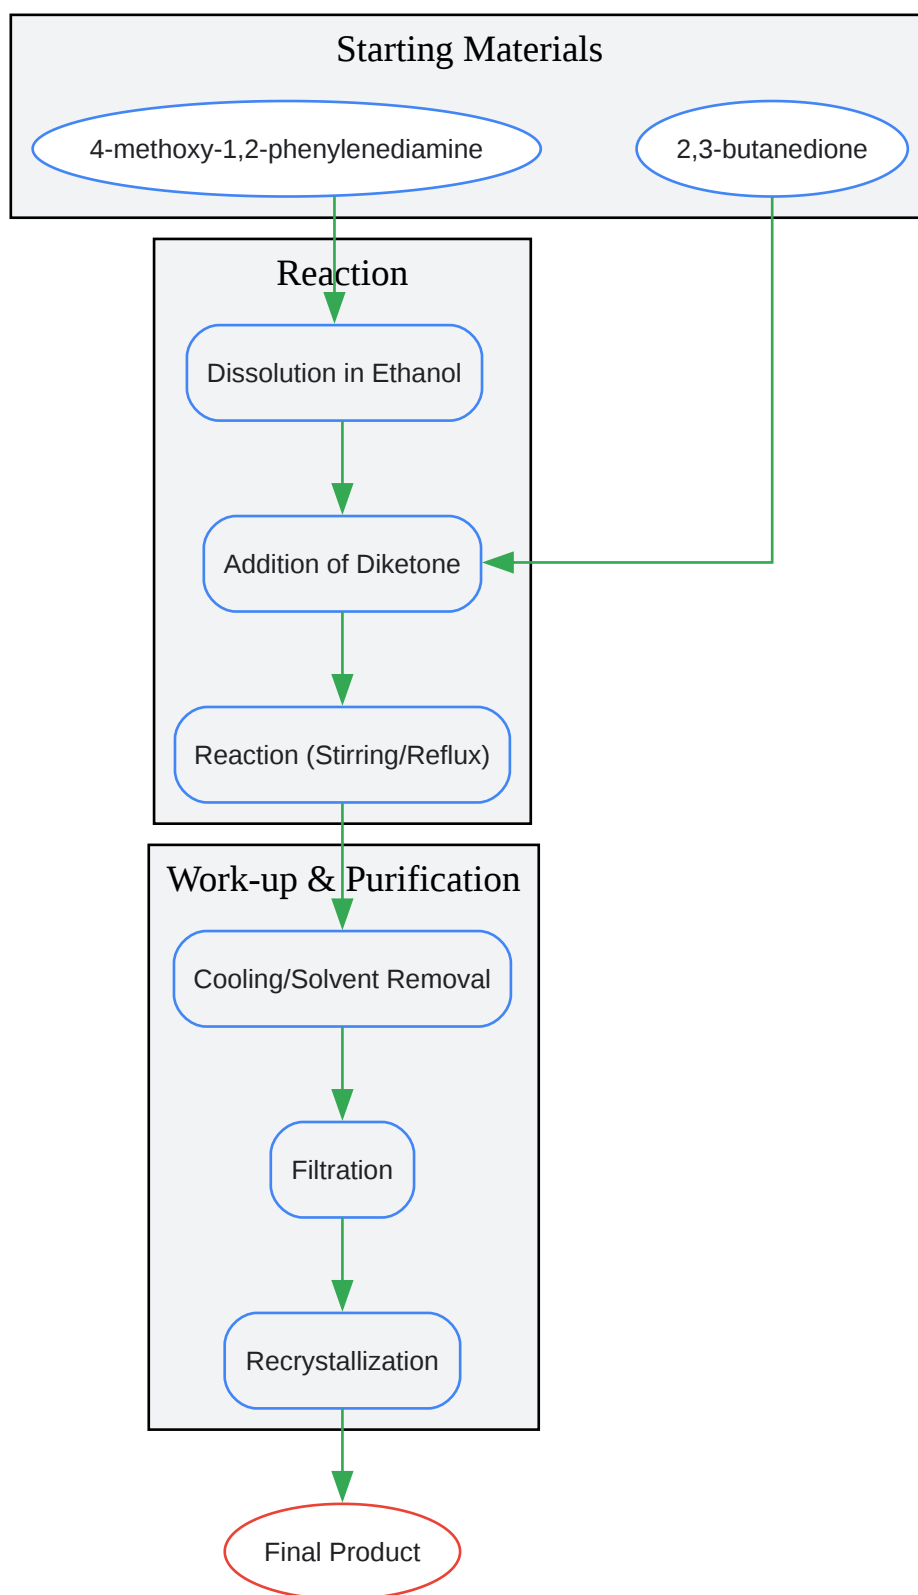 Starting Materials
4-methoxy-1,2-phenylenediamine
2,3-butanedione
Reaction
Dissolution in Ethanol
Addition of Diketone
Reaction (Stirring/Reflux)
Work-up & Purification
Cooling/Solvent Removal
Filtration
Recrystallization
Final Product